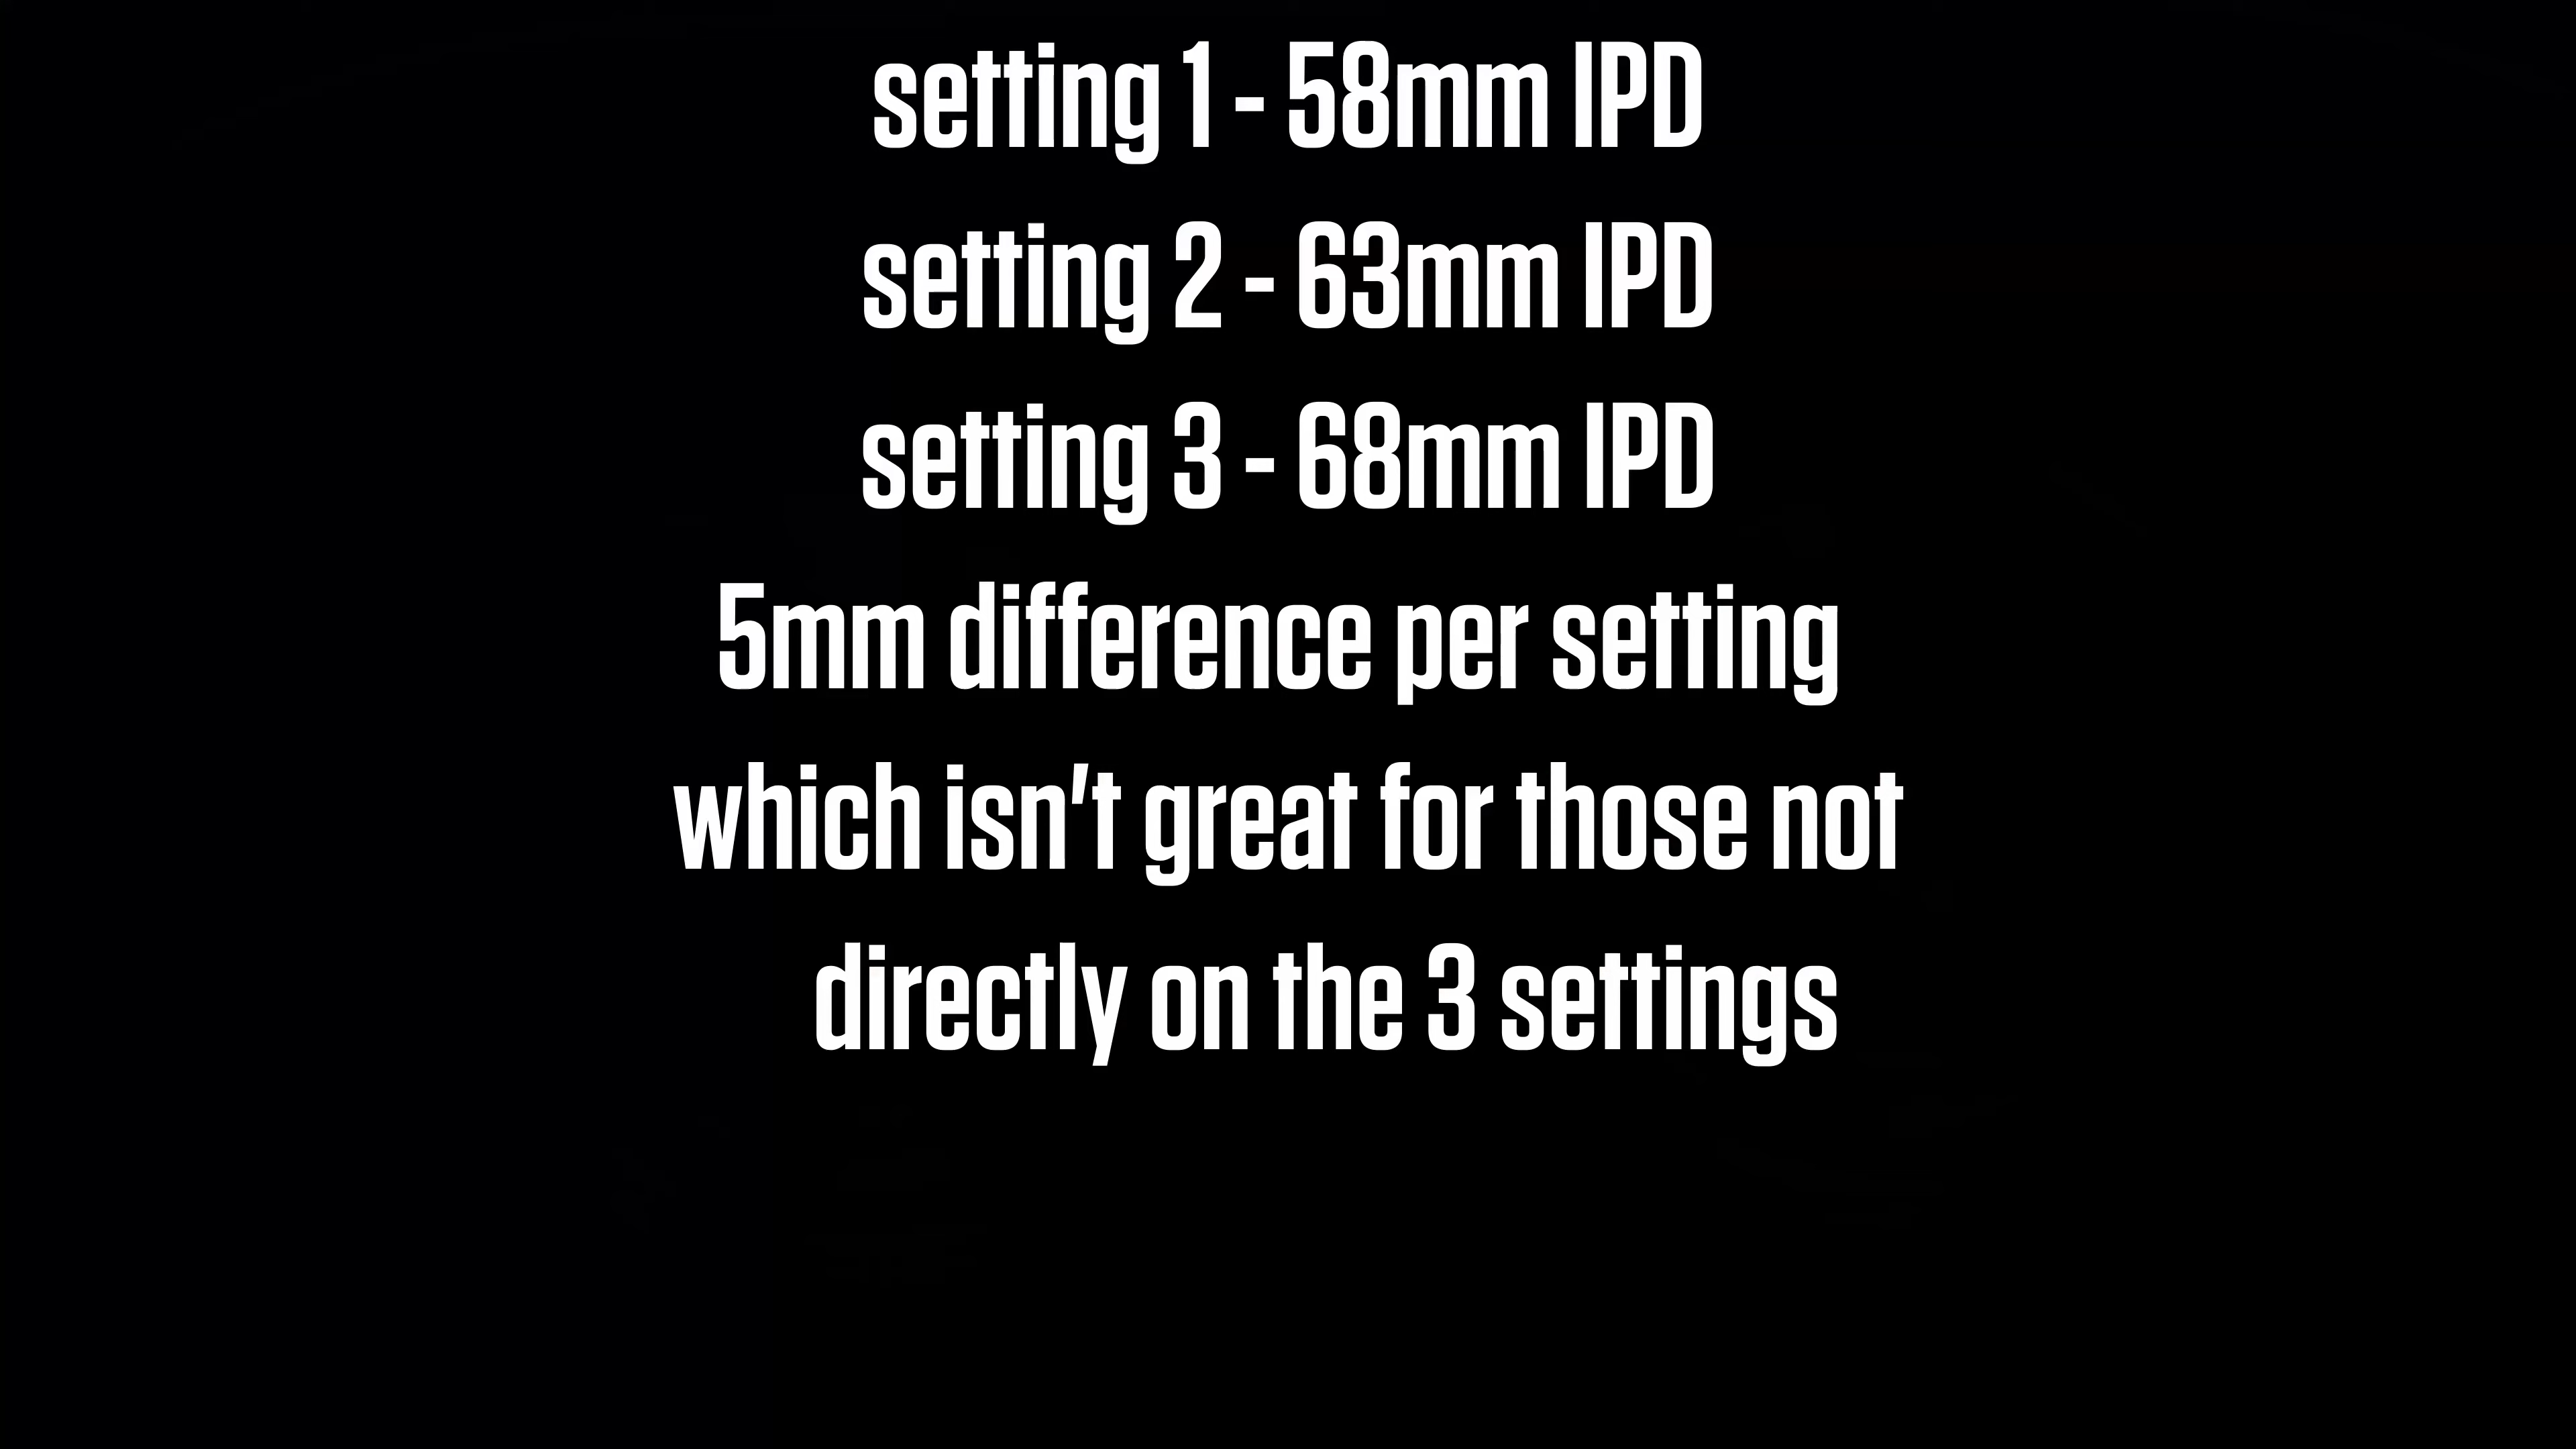 setting 1 - 58mm IPD
setting 2 - 63mm IPD
setting 3 - 68mm IPD
5mm difference per setting
which isn't great for those not
directly on the 3 settings